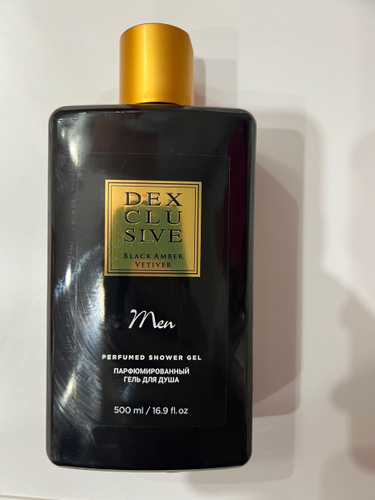 DEX
CLU
SIVE
BLACK AMBER
VETIVER
Men
PERFUMED SHOWER GEL
ПАРФЮМИРОВАННЫЙ
ГЕЛЬ ДЛЯ ДУША
500 ml / 16.9 fl.oz